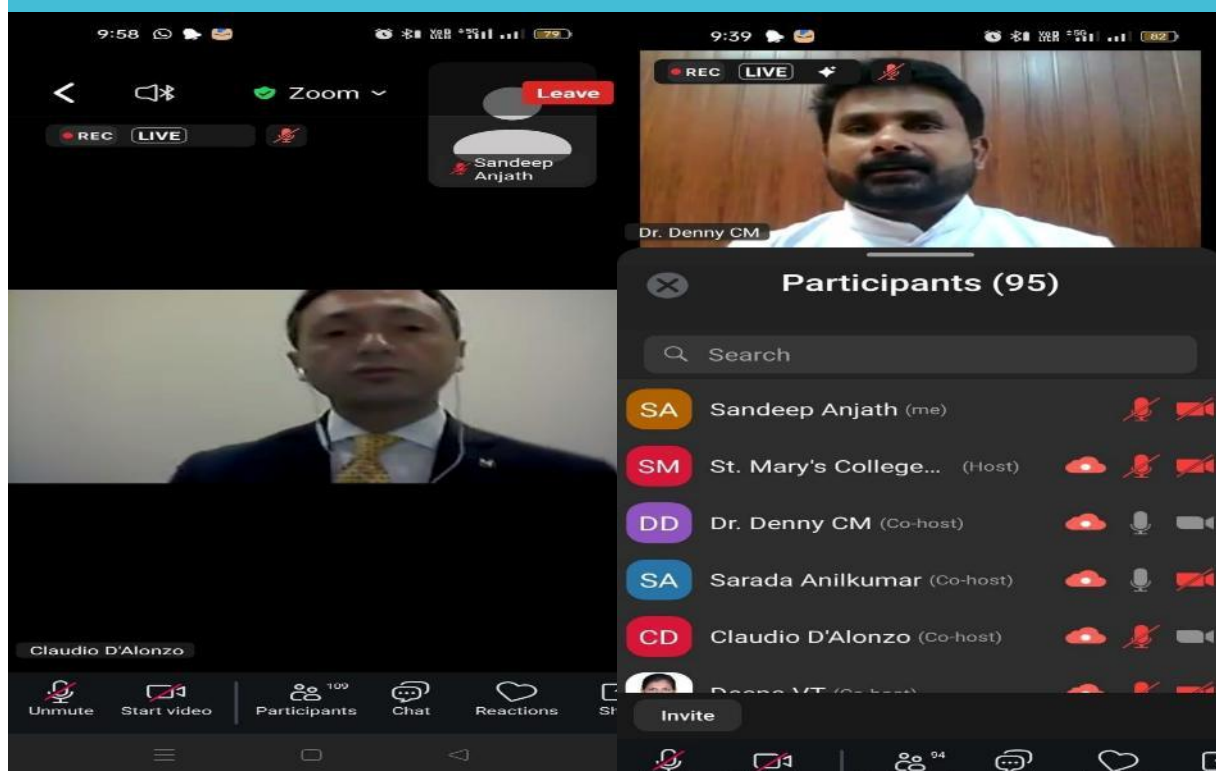 9:58
79
Zoom
Leave
REC LIVE
Sandeep
Anjath
Claudio D'Alonzo
109
Unmute
Start video
Participants
Chat
Reactions
9:39
82
REC LIVE
Dr. Denny CM
Participants (95)
Search
SA Sandeep Anjath (me)
SM St. Mary's College... (Host)
DD Dr. Denny CM (Co-host)
SA Sarada Anilkumar (Co-host)
CD Claudio D'Alonzo (Co-host)
Invite
94